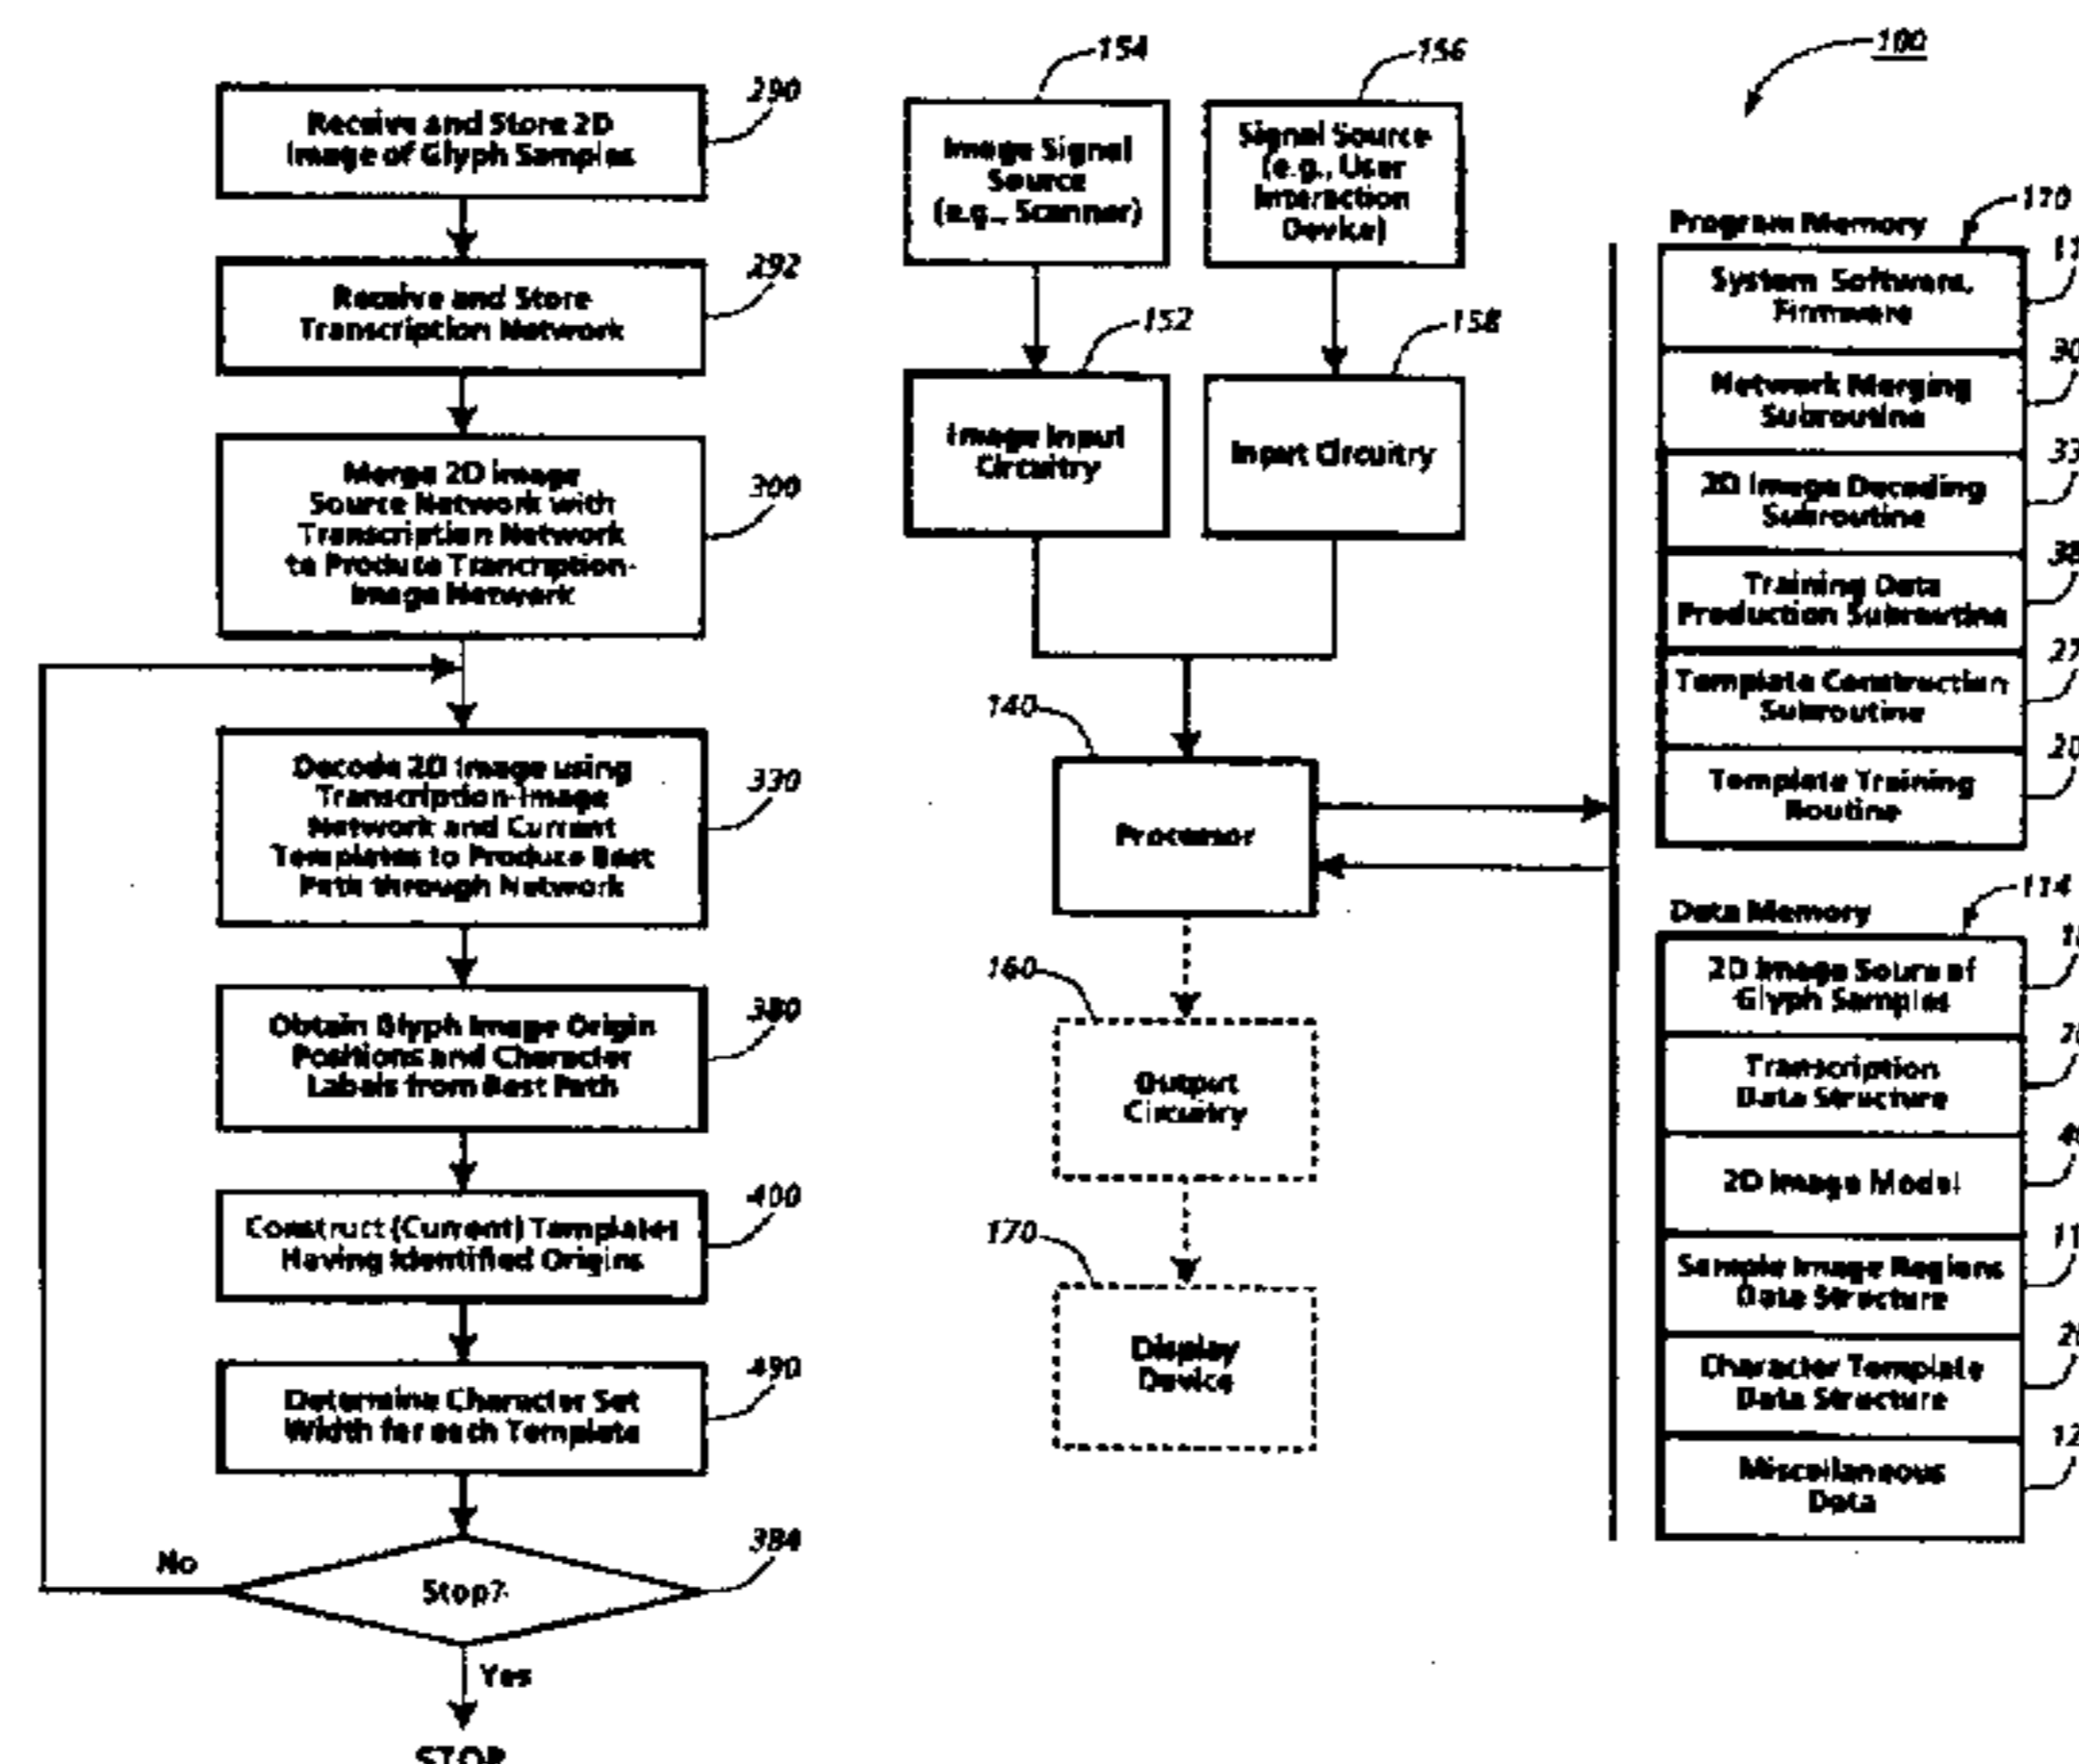 290
Receive and Store 2D
Image of Glyph Samples
292
Receive and Store
Transcription Network
300
Merge 2D image
Source Network with
Transcription Network
to Produce Trancription-
Image Network
330
Decode 2D Image using
Transcription-Image
Network and Current
Templates to Produce Best
Path through Network
380
Obtain Glyph Image Origin
Positions and Character
Labels from Best Path
400
Construct (Current) Templates
Having Identified Origins
490
Determine Character Set
Width for each Template
384
No
Stop?
Yes
STOP
154
Image Signal
Source
(e.g., Scanner)
156
Signal Source
(e.g., User
Interaction
Device)
152
Image Input
Circuitry
158
Input Circuitry
140
Processor
160
Output
Circuitry
170
Display
Device
100
Program Memory
System Software,
Firmware
Network Merging
Subroutine
2D Image Decoding
Subroutine
Training Data
Production Subroutine
Template Construction
Subroutine
Template Training
Routine
114
Data Memory
2D Image Sours of
Glyph Samples
Transcription
Data Structure
2D Image Model
Sample Image Regions
Data Structure
Character Template
Data Structure
Miscellaneous
Data